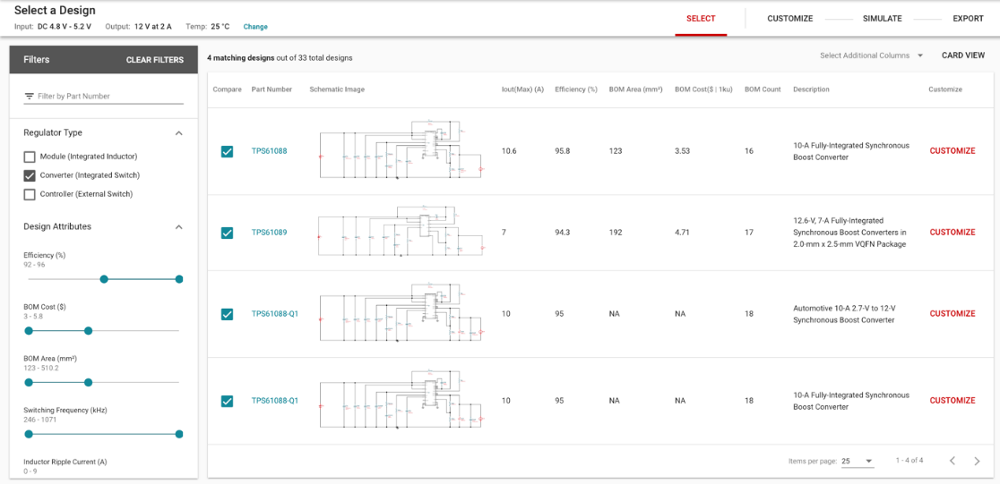 Select a Design
Input: DC 4.8 V - 5.2 V Output: 12 V at 2 A Temp: 25 °C Change
SELECT CUSTOMIZE SIMULATE EXPORT
Filters CLEAR FILTERS
Filter by Part Number
Regulator Type
Module (Integrated Inductor)
Converter (Integrated Switch)
Controller (External Switch)
Design Attributes
Efficiency (%)
92 - 96
BOM Cost ($)
3 - 5.8
BOM Area (mm²)
123 - 510.2
Switching Frequency (kHz)
246 - 1071
Inductor Ripple Current (A)
0 - 9
4 matching designs out of 33 total designs
Select Additional Columns CARD VIEW
Compare Part Number Schematic Image Iout(Max) (A) Efficiency (%) BOM Area (mm²) BOM Cost($ | 1ku) BOM Count Description Customize
TPS61088 10.6 95.8 123 3.53 16 10-A Fully-Integrated Synchronous
Boost Converter CUSTOMIZE
TPS61089 7 94.3 192 4.71 17 12.6-V, 7-A Fully-Integrated
Synchronous Boost Converters in
2.0-mm x 2.5-mm VQFN Package CUSTOMIZE
TPS61088-Q1 10 95 NA NA 18 Automotive 10-A 2.7-V to 12-V
Synchronous Boost Converter CUSTOMIZE
TPS61088-Q1 10 95 NA NA 18 10-A Fully-Integrated Synchronous
Boost Converter CUSTOMIZE
Items per page: 25 1 - 4 of 4